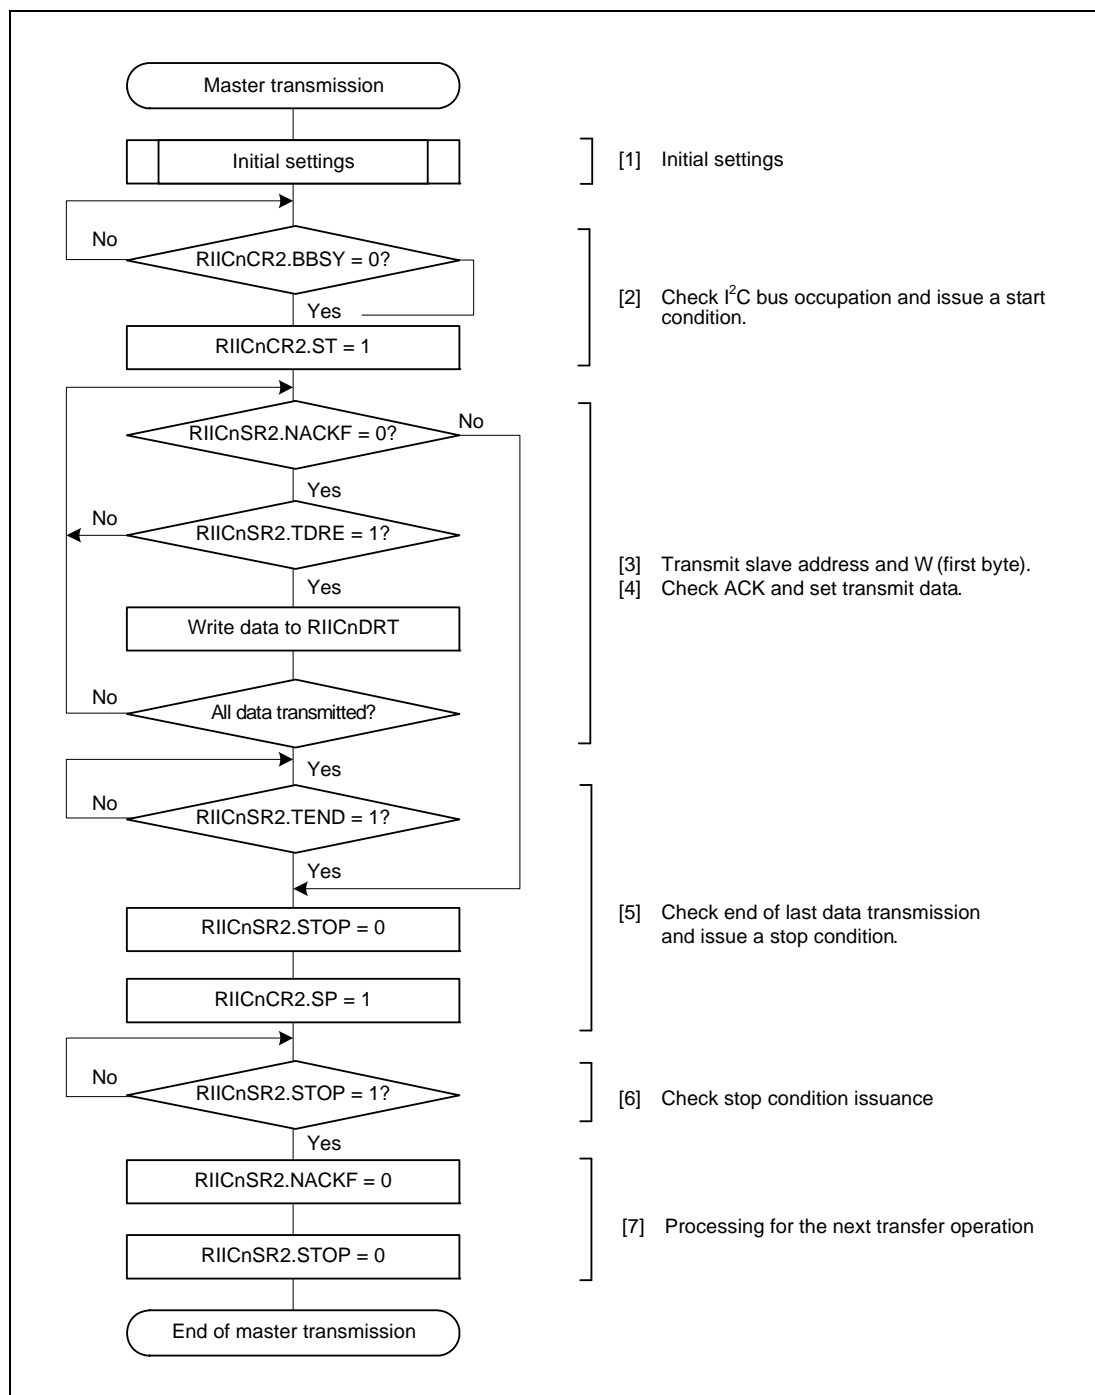 Master transmission
Initial settings
[1] Initial settings
No
RIICnCR2.BBSY = 0?
Yes
[2] Check I²C bus occupation and issue a start
condition.
RIICnCR2.ST = 1
RIICnSR2.NACKF = 0?
No
Yes
No
RIICnSR2.TDRE = 1?
Yes
[3] Transmit slave address and W (first byte).
[4] Check ACK and set transmit data.
Write data to RIICnDRT
No
All data transmitted?
Yes
No
RIICnSR2.TEND = 1?
Yes
RIICnSR2.STOP = 0
[5] Check end of last data transmission
and issue a stop condition.
RIICnCR2.SP = 1
No
RIICnSR2.STOP = 1?
[6] Check stop condition issuance
Yes
RIICnSR2.NACKF = 0
[7] Processing for the next transfer operation
RIICnSR2.STOP = 0
End of master transmission